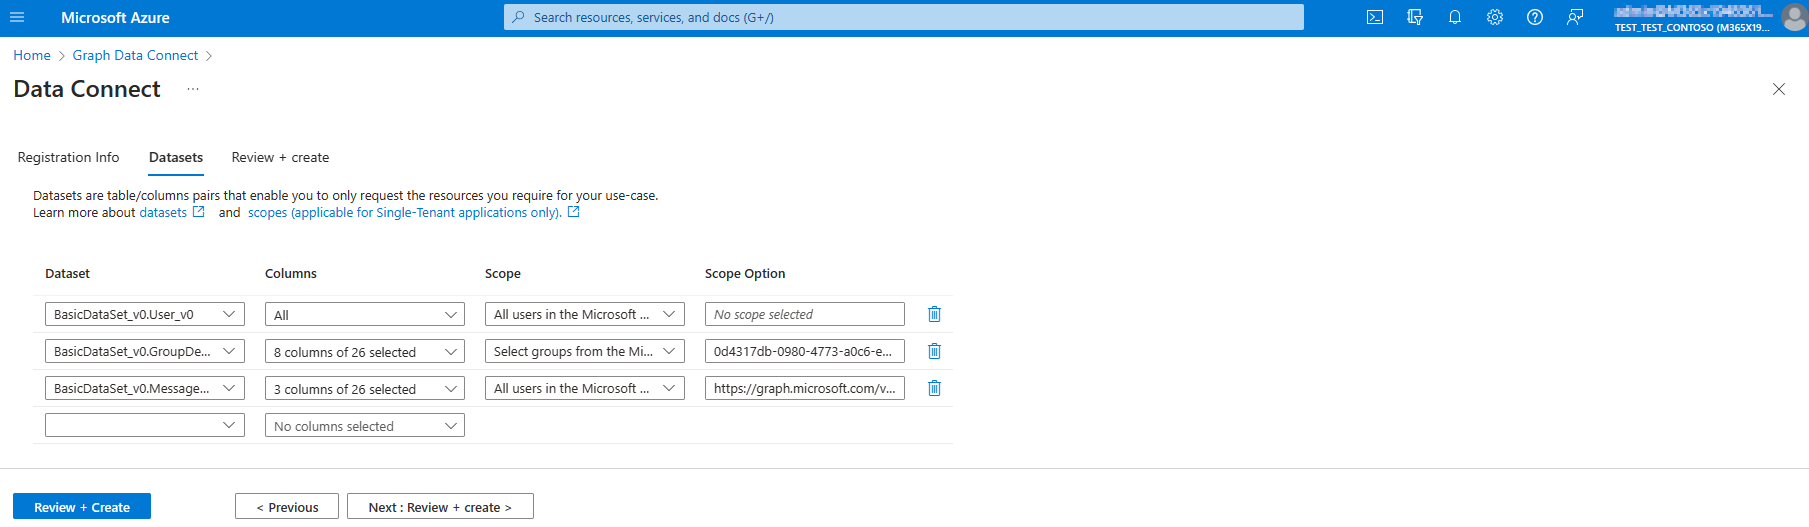 Microsoft Azure
Search resources, services, and docs (G+/)
TEST_TEST_CONTOSO (M365X19...
Home > Graph Data Connect >
Data Connect ...
Registration Info Datasets Review + create
Datasets are table/columns pairs that enable you to only request the resources you require for your use-case.
Learn more about datasets and scopes (applicable for Single-Tenant applications only).
Dataset Columns Scope Scope Option
BasicDataSet_v0.User_v0 All All users in the Microsoft ... No scope selected
BasicDataSet_v0.GroupDe... 8 columns of 26 selected Select groups from the Mi... 0d4317db-0980-4773-a0c6-e...
BasicDataSet_v0.Message... 3 columns of 26 selected All users in the Microsoft ... https://graph.microsoft.com/v...
No columns selected
Review + Create < Previous Next : Review + create >